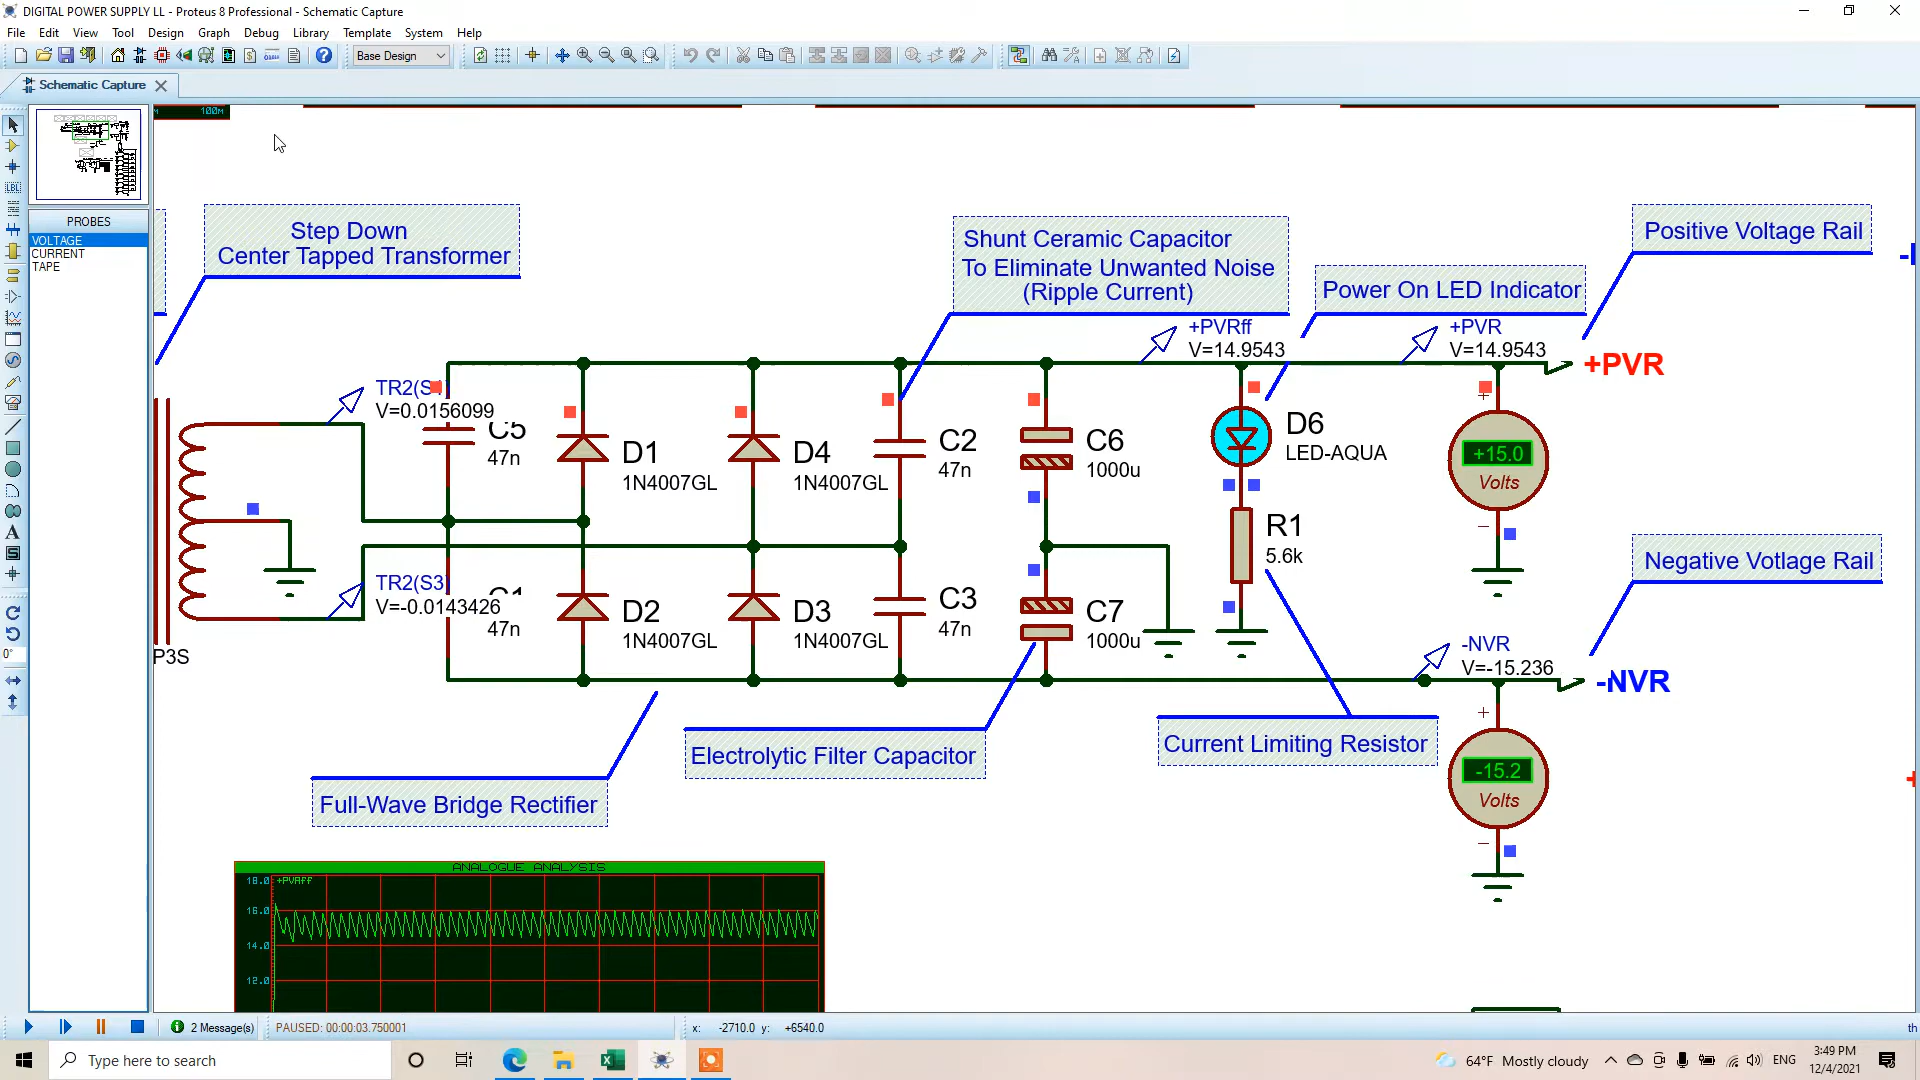 DIGITAL POWER SUPPLY LL - Proteus 8 Professional - Schematic Capture
File Edit View Tool Design Graph Debug Library Template System Help
Base Design
Schematic Capture
100m
PROBES
VOLTAGE
CURRENT
TAPE
Step Down
Center Tapped Transformer
Shunt Ceramic Capacitor
To Eliminate Unwanted Noise
(Ripple Current)
Power On LED Indicator
Positive Voltage Rail
+PVRff
V=14.9543
+PVR
V=14.9543
+PVR
TR2(S1)
V=0.0156099
C5
47n
D1
1N4007GL
D4
1N4007GL
C2
47n
C6
1000u
D6
LED-AQUA
+15.0
Volts
R1
5.6k
Negative Votlage Rail
TR2(S3)
V=-0.0143426
C1
47n
D2
1N4007GL
D3
1N4007GL
C3
47n
C7
1000u
P3S
-NVR
V=-15.236
-NVR
-15.2
Volts
Electrolytic Filter Capacitor
Current Limiting Resistor
Full-Wave Bridge Rectifier
ANALOGUE ANALYSIS
18.0
+PVRff
16.0
14.0
12.0
0°
2 Message(s)
PAUSED: 00:00:03.750001
x: -2710.0 y: +6540.0
th
Type here to search
64°F Mostly cloudy
ENG
3:49 PM
12/4/2021